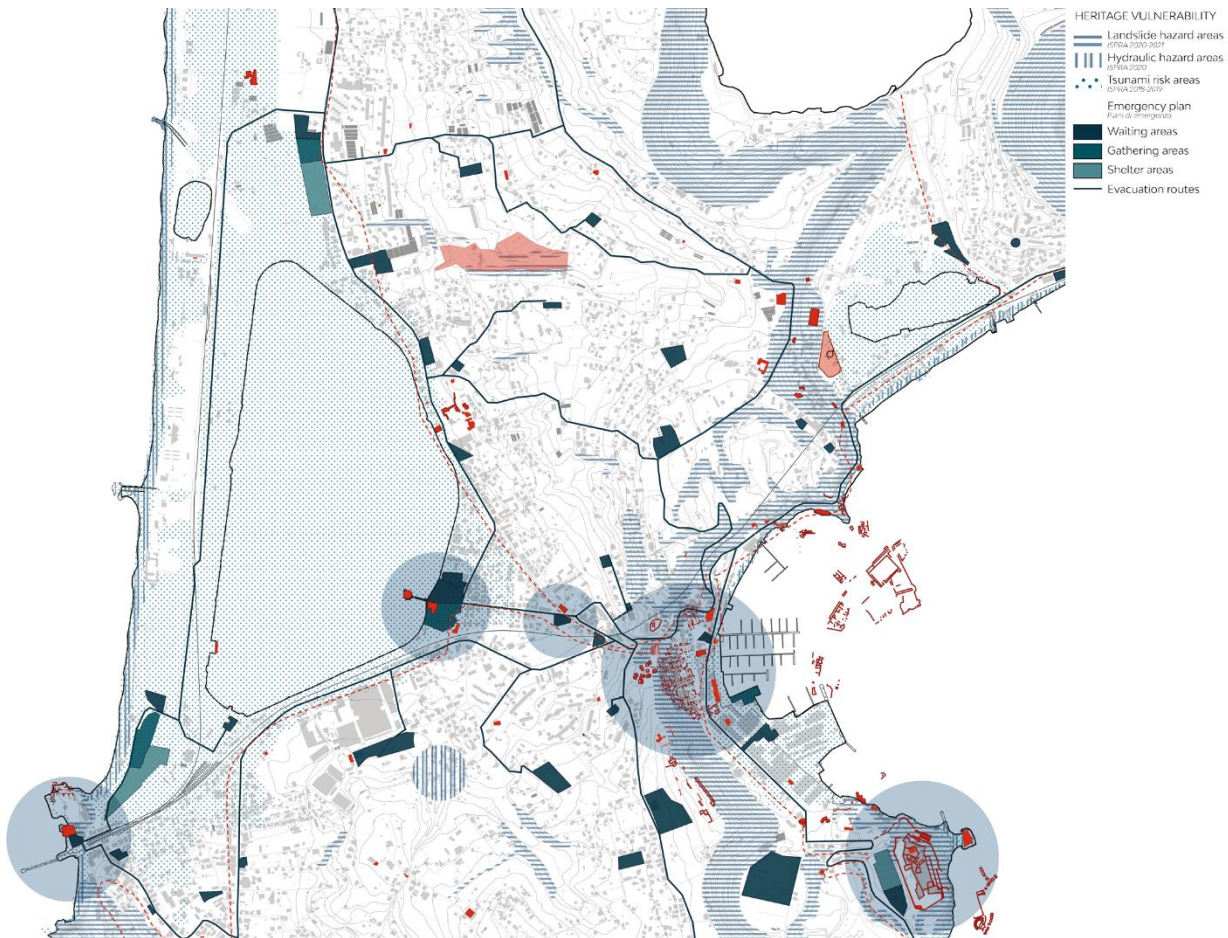 HERITAGE VULNERABILITY
Landslide hazard areas
ISPRA 2020-2021
Hydraulic hazard areas
ISPRA 2020
Tsunami risk areas
ISPRA 2018-2019
Emergency plan
Piani di emergenza
Waiting areas
Gathering areas
Shelter areas
Evacuation routes